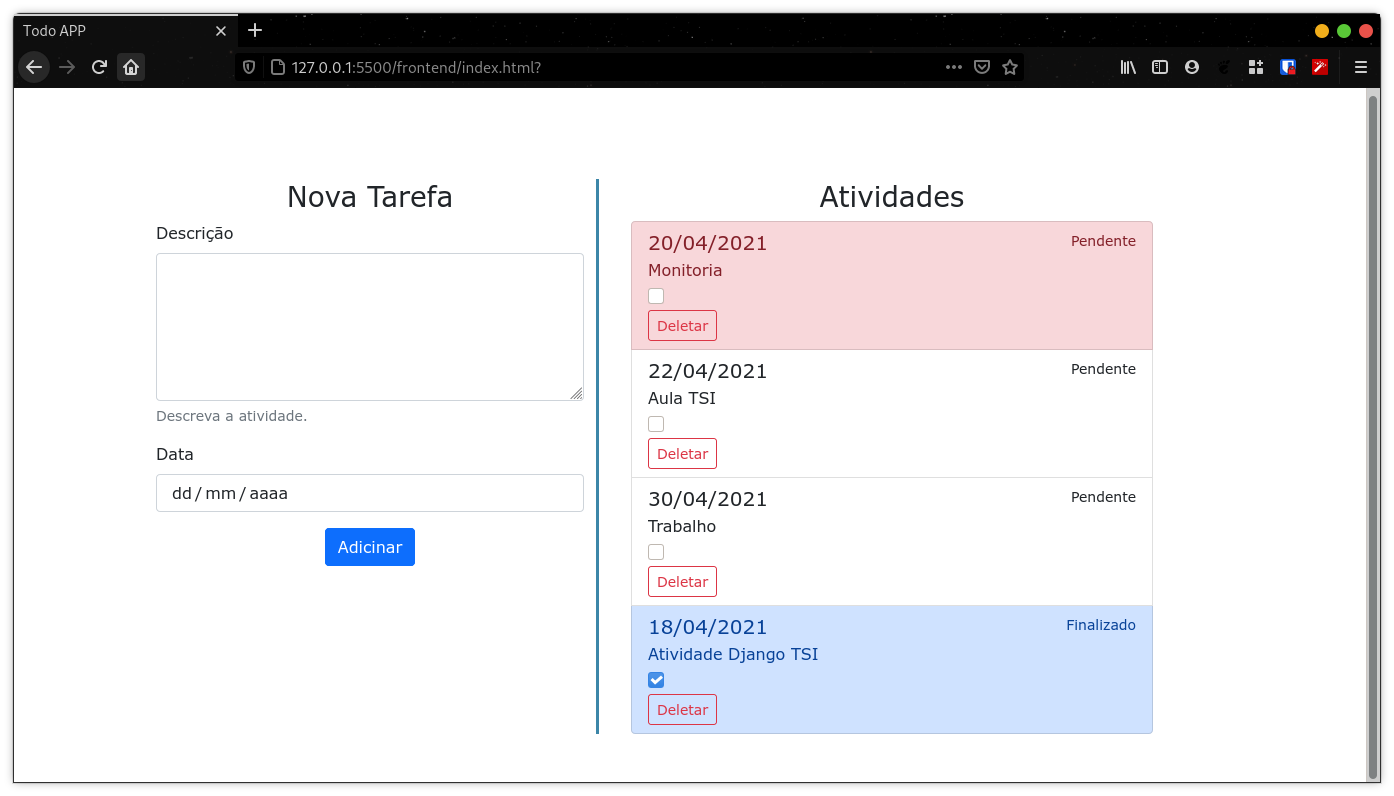 Todo APP
127.0.0.1:5500/frontend/index.html?
Nova Tarefa
Descrição
Descreva a atividade.
Data
dd/mm/aaaa
Adicinar
Atividades
20/04/2021 Pendente
Monitoria
Deletar
22/04/2021 Pendente
Aula TSI
Deletar
30/04/2021 Pendente
Trabalho
Deletar
18/04/2021 Finalizado
Atividade Django TSI
Deletar